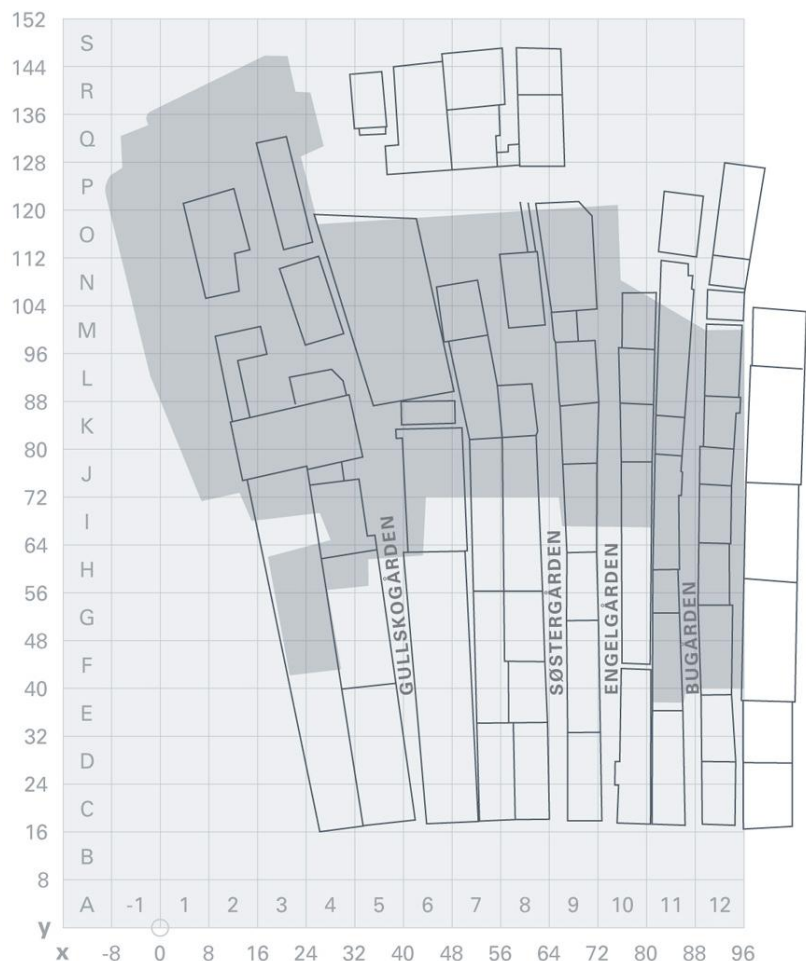 152
144 S
136 R
128 Q
120 P
112 O
104 N
96 M
88 L
80 K
72 J
64 I
56 H
48 G
40 F
32 E
24 D
16 C
8 B
GULLSKOGÅRDEN
SØSTERGÅRDEN
ENGELGÅRDEN
BUGÅRDEN
A -1 1 2 3 4 5 6 7 8 9 10 11 12
y
x -8 0 8 16 24 32 40 48 56 64 72 80 88 96